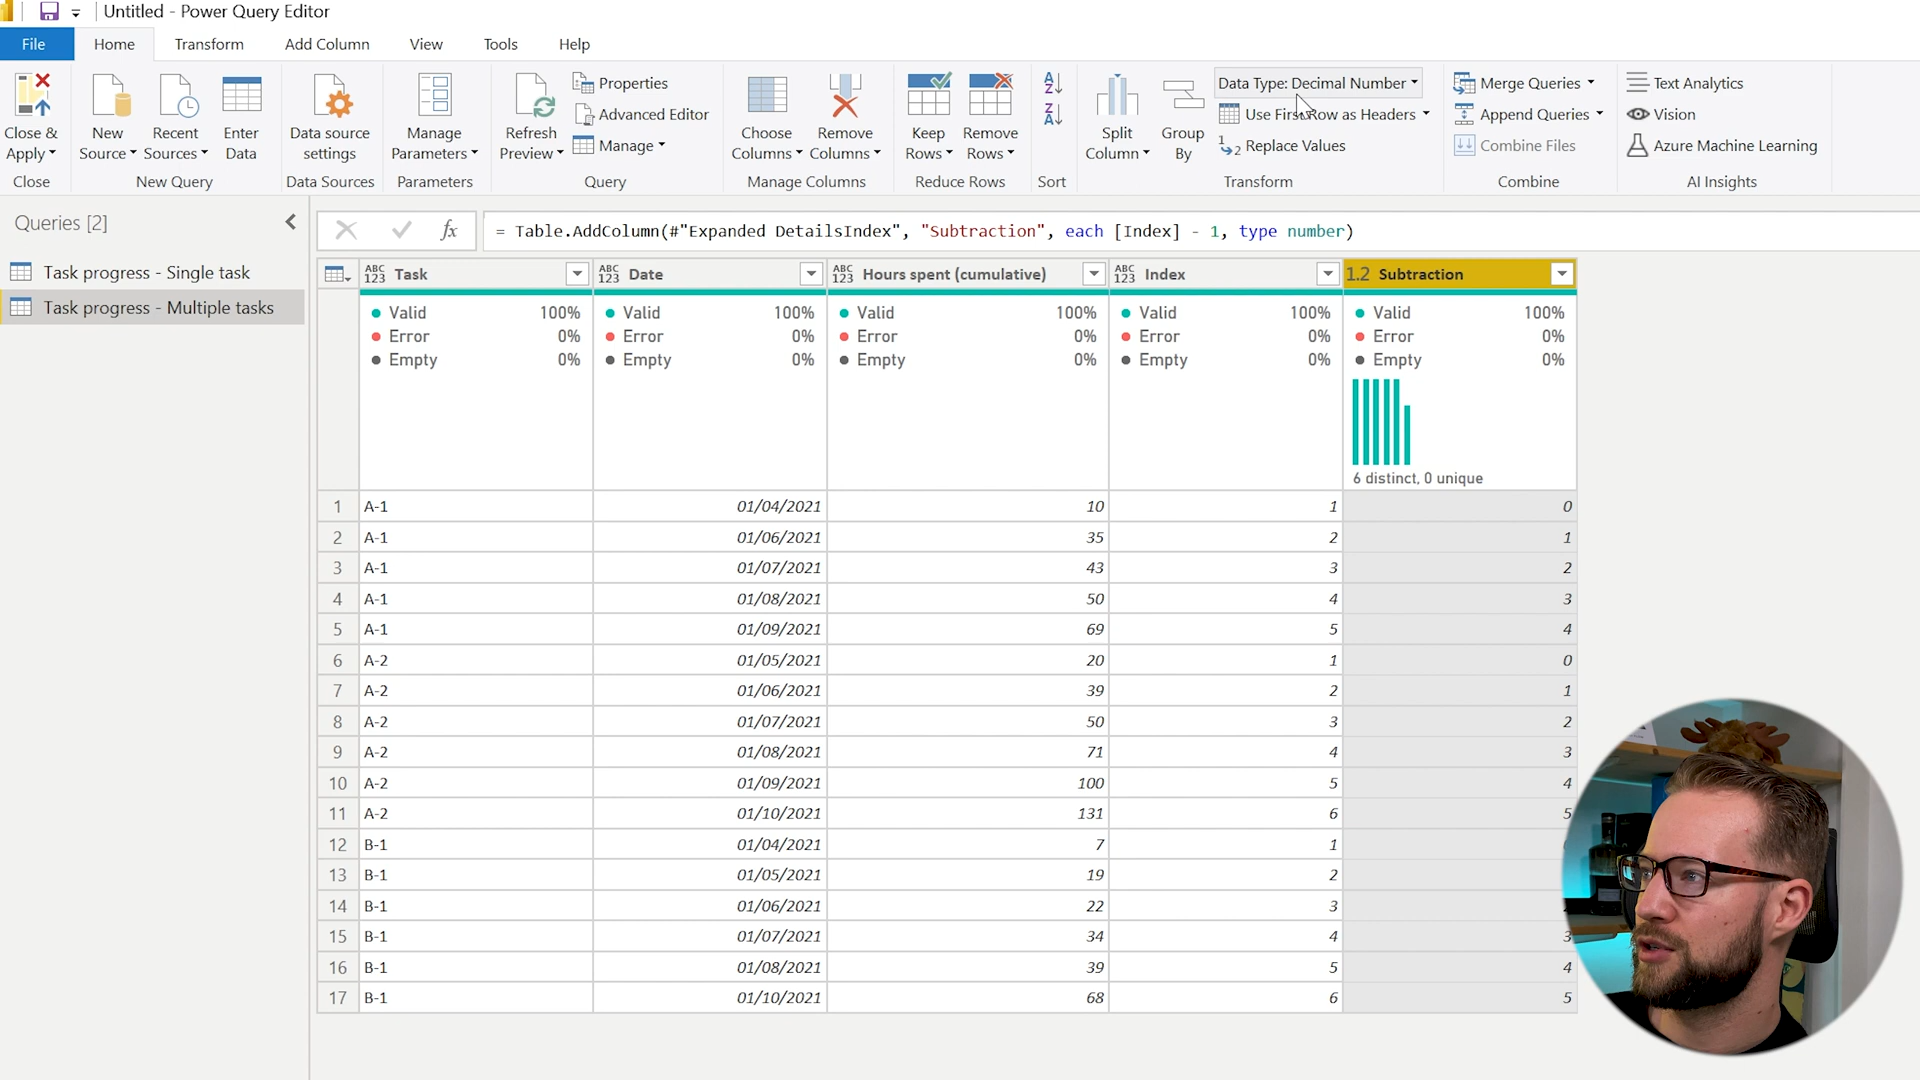 Untitled - Power Query Editor
File Home Transform Add Column View Tools Help
Close & Apply
New Source
Recent Sources
Enter Data
Data source settings
Manage Parameters
Refresh Preview
Properties
Advanced Editor
Manage
Choose Columns
Remove Columns
Keep Rows
Remove Rows
A Z
Z A
Split Column
Group By
Data Type: Decimal Number
Use First Row as Headers
1 2 Replace Values
Merge Queries
Append Queries
Combine Files
Text Analytics
Vision
Azure Machine Learning
Close New Query Data Sources Parameters Query Manage Columns Reduce Rows Sort Transform Combine AI Insights
Queries [2]
Task progress - Single task
Task progress - Multiple tasks
fx = Table.AddColumn(#"Expanded DetailsIndex", "Subtraction", each [Index] - 1, type number)
ABC 123 Task ABC 123 Date ABC 123 Hours spent (cumulative) ABC 123 Index 1.2 Subtraction
Valid 100% Valid 100% Valid 100% Valid 100% Valid 100%
Error 0% Error 0% Error 0% Error 0% Error 0%
Empty 0% Empty 0% Empty 0% Empty 0% Empty 0%
6 distinct, 0 unique
1 A-1 01/04/2021 10 1 0
2 A-1 01/06/2021 35 2 1
3 A-1 01/07/2021 43 3 2
4 A-1 01/08/2021 50 4 3
5 A-1 01/09/2021 69 5 4
6 A-2 01/05/2021 20 1 0
7 A-2 01/06/2021 39 2 1
8 A-2 01/07/2021 50 3 2
9 A-2 01/08/2021 71 4 3
10 A-2 01/09/2021 100 5 4
11 A-2 01/10/2021 131 6 5
12 B-1 01/04/2021 7 1
13 B-1 01/05/2021 19 2
14 B-1 01/06/2021 22 3
15 B-1 01/07/2021 34 4 3
16 B-1 01/08/2021 39 5 4
17 B-1 01/10/2021 68 6 5